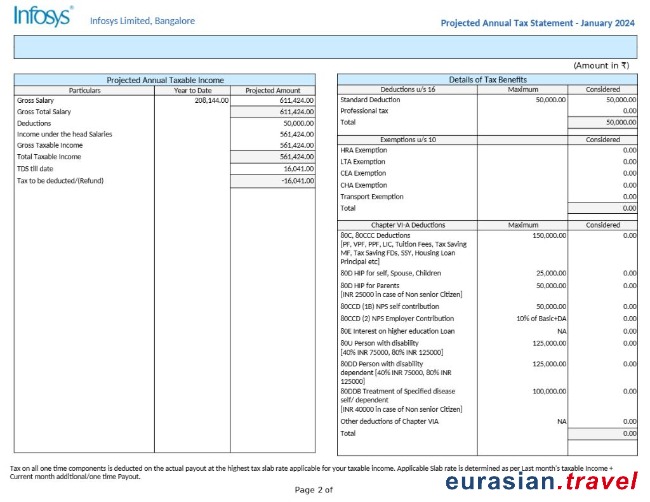 Infosys®
Infosys Limited, Bangalore
Projected Annual Tax Statement - January 2024
(Amount in ₹)
Projected Annual Taxable Income
Particulars Year to Date Projected Amount
Gross Salary 208,144.00 611,424.00
Gross Total Salary 611,424.00
Deductions 50,000.00
Income under the head Salaries 561,424.00
Gross Taxable Income 561,424.00
Total Taxable Income 561,424.00
TDS till date 16,041.00
Tax to be deducted/(Refund) -16,041.00
Details of Tax Benefits
Deductions u/s 16 Maximum Considered
Standard Deduction 50,000.00 50,000.00
Professional tax 0.00
Total 50,000.00
Exemptions u/s 10 Considered
HRA Exemption 0.00
LTA Exemption 0.00
CEA Exemption 0.00
CHA Exemption 0.00
Transport Exemption 0.00
Total 0.00
Chapter VI-A Deductions Maximum Considered
80C, 80CCC Deductions 150,000.00 0.00
[PF, VPF, PPF, LIC, Tuition Fees, Tax Saving
MF, Tax Saving FDs, SSY, Housing Loan
Principal etc]
80D HIP for self, Spouse, Children 25,000.00 0.00
80D HIP for Parents 50,000.00 0.00
[INR 25000 in case of Non senior Citizen]
80CCD (1B) NPS self contribution 50,000.00 0.00
80CCD (2) NPS Employer Contribution 10% of Basic+DA 0.00
80E Interest on higher education Loan NA 0.00
80U Person with disability 125,000.00 0.00
[40% INR 75000, 80% INR 125000]
80DD Person with disability 125,000.00 0.00
dependent [40% INR 75000, 80% INR
125000]
80DDB Treatment of Specified disease 100,000.00 0.00
self/ dependent
[INR 40000 in case of Non senior Citizen]
Other deductions of Chapter VIA NA 0.00
Total 0.00
Tax on all one time components is deducted on the actual payout at the highest tax slab rate applicable for your taxable income. Applicable Slab rate is determined as per Last month's taxable Income +
Current month additional/one time Payout.
eurasian.travel
Page 2 of